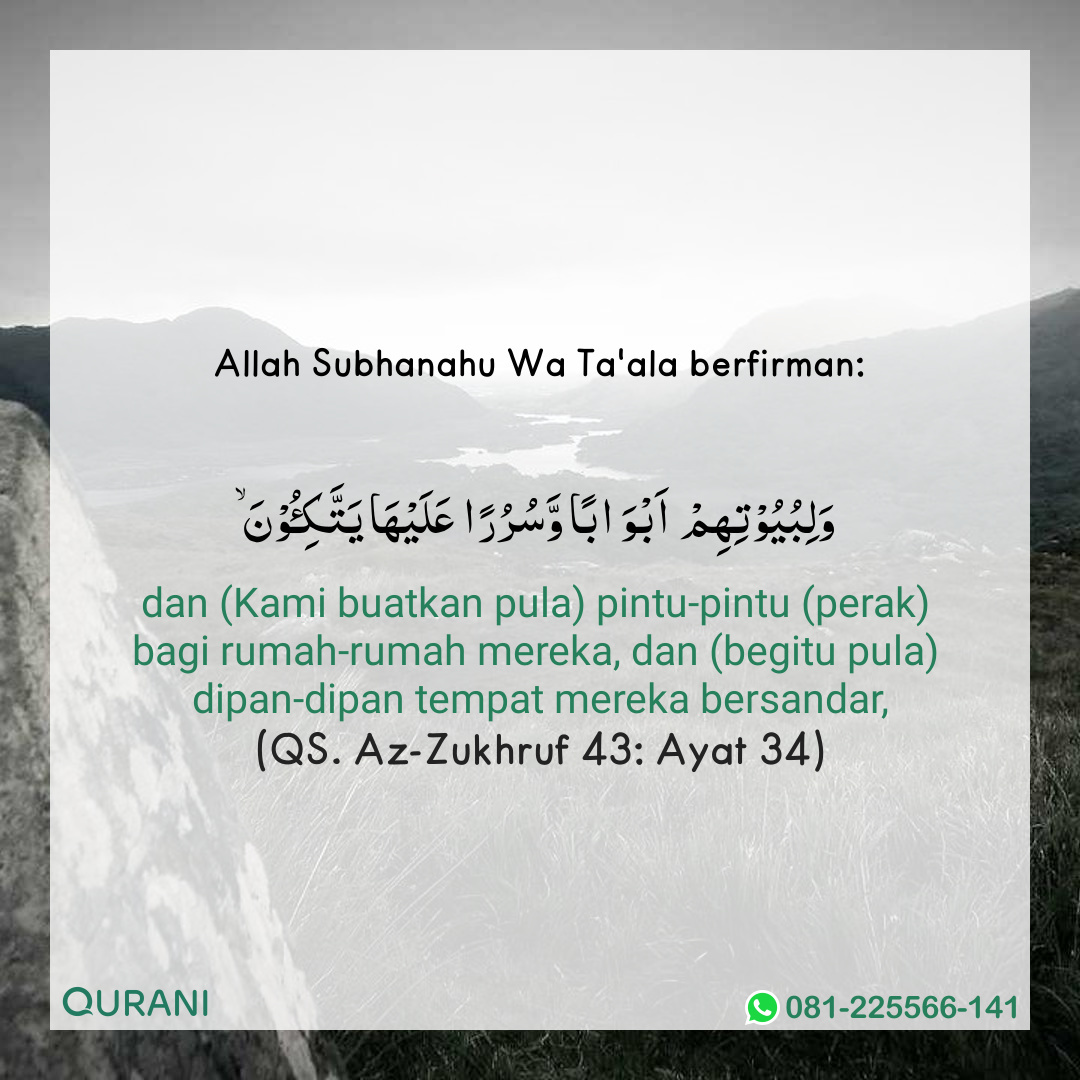 Allah Subhanahu Wa Ta'ala berfirman:
وَلِبُيُوْتِهِمْ اَبْوَابًا وَّسُرُرًا عَلَيْهَا يَتَّكِــُٔوْنَۙ
dan (Kami buatkan pula) pintu-pintu (perak)
bagi rumah-rumah mereka, dan (begitu pula)
dipan-dipan tempat mereka bersandar,
(QS. Az-Zukhruf 43: Ayat 34)
QURANI
081-225566-141